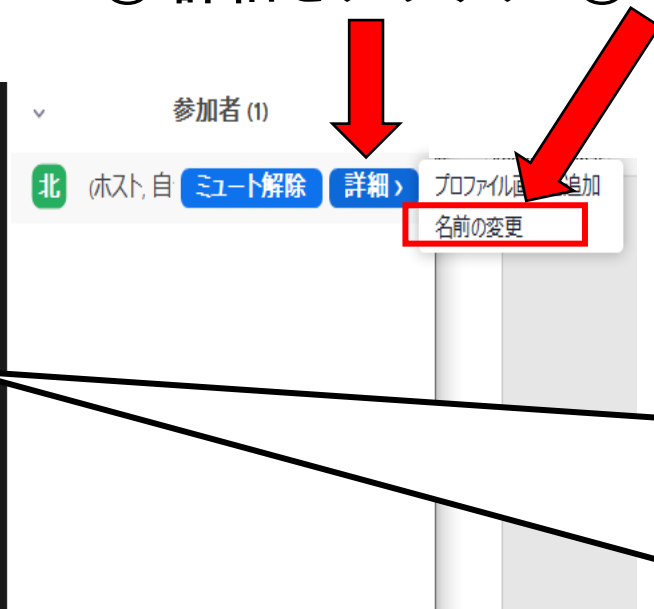 参加者 (1)
北 (ホスト, 自 ミュート解除 詳細 › プロファイル画 追加
名前の変更